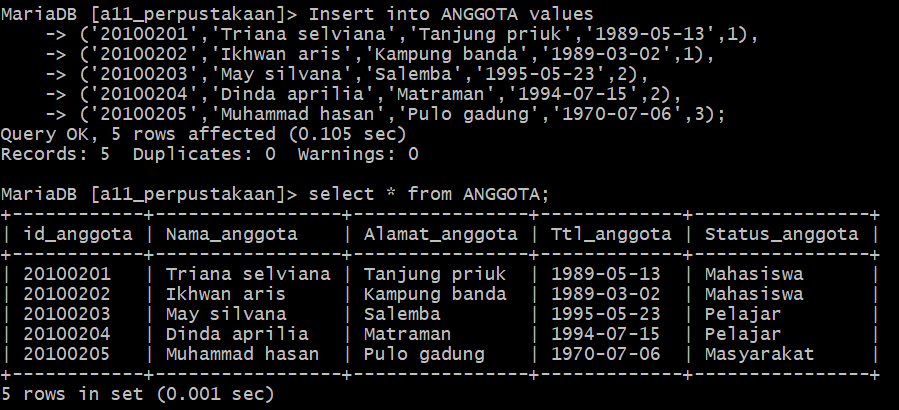 MariaDB [a11_perpustakaan]> Insert into ANGGOTA values
    -> ('20100201','Triana selviana','Tanjung priuk','1989-05-13',1),
    -> ('20100202','Ikhwan aris','Kampung banda','1989-03-02',1),
    -> ('20100203','May silvana','Salemba','1995-05-23',2),
    -> ('20100204','Dinda aprilia','Matraman','1994-07-15',2),
    -> ('20100205','Muhammad hasan','Pulo gadung','1970-07-06',3);
Query OK, 5 rows affected (0.105 sec)
Records: 5  Duplicates: 0  Warnings: 0

MariaDB [a11_perpustakaan]> select * from ANGGOTA;
+------------+-----------------+----------------+-------------+----------------+
| id_anggota | Nama_anggota    | Alamat_anggota | Ttl_anggota | Status_anggota |
+------------+-----------------+----------------+-------------+----------------+
| 20100201   | Triana selviana | Tanjung priuk  | 1989-05-13  | Mahasiswa      |
| 20100202   | Ikhwan aris     | Kampung banda  | 1989-03-02  | Mahasiswa      |
| 20100203   | May silvana     | Salemba        | 1995-05-23  | Pelajar        |
| 20100204   | Dinda aprilia   | Matraman       | 1994-07-15  | Pelajar        |
| 20100205   | Muhammad hasan  | Pulo gadung    | 1970-07-06  | Masyarakat     |
+------------+-----------------+----------------+-------------+----------------+
5 rows in set (0.001 sec)